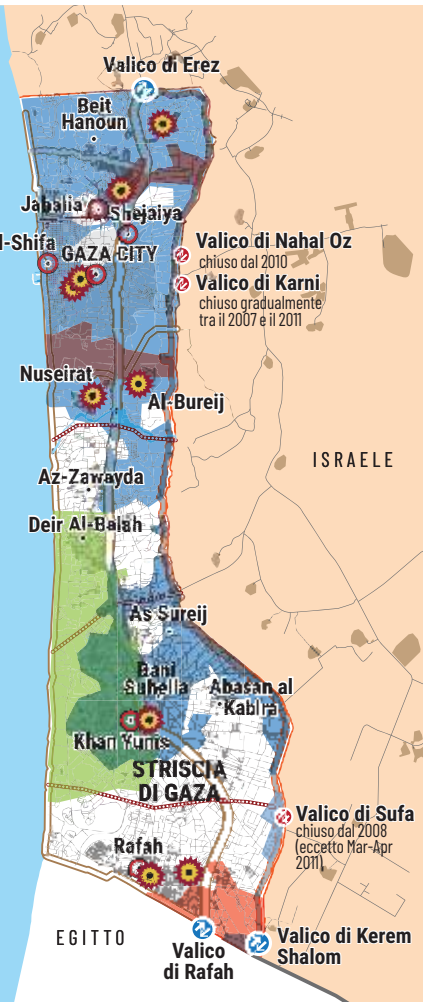 Valico di Erez
Beit
Hanoun
Jabalia
Shejaiya
l-Shifa
GAZA CITY
Valico di Nahal Oz
chiuso dal 2010
Valico di Karni
chiuso gradualmente
tra il 2007 e il 2011
Nuseirat
Al-Bureij
ISRAELE
Az-Zawayda
Deir Al-Balah
As Sureij
Bani
Suhella
Abasan al
Kabira
Khan Yunis
STRISCIA
DI GAZA
Valico di Sufa
chiuso dal 2008
(eccetto Mar-Apr
2011)
Rafah
EGITTO
Valico
di Rafah
Valico di Kerem
Shalom